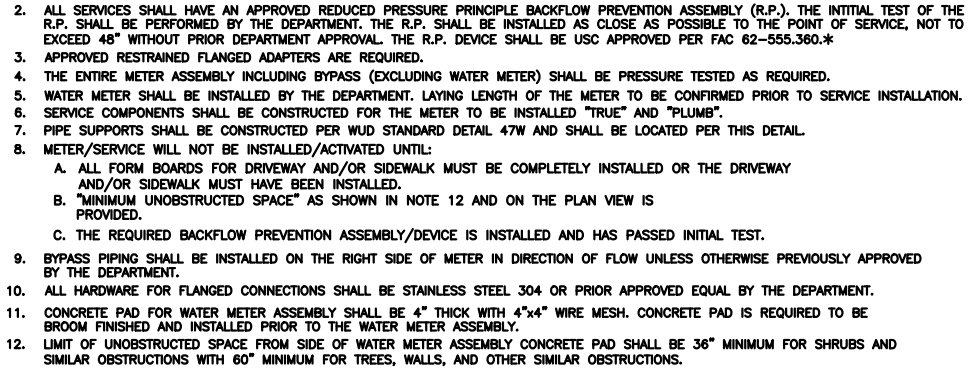 2. ALL SERVICES SHALL HAVE AN APPROVED REDUCED PRESSURE PRINCIPLE BACKFLOW PREVENTION ASSEMBLY (R.P.). THE INTITIAL TEST OF THE
R.P. SHALL BE PERFORMED BY THE DEPARTMENT. THE R.P. SHALL BE INSTALLED AS CLOSE AS POSSIBLE TO THE POINT OF SERVICE, NOT TO
EXCEED 48" WITHOUT PRIOR DEPARTMENT APPROVAL. THE R.P. DEVICE SHALL BE USC APPROVED PER FAC 62-555.360.*
3. APPROVED RESTRAINED FLANGED ADAPTERS ARE REQUIRED.
4. THE ENTIRE METER ASSEMBLY INCLUDING BYPASS (EXCLUDING WATER METER) SHALL BE PRESSURE TESTED AS REQUIRED.
5. WATER METER SHALL BE INSTALLED BY THE DEPARTMENT. LAYING LENGTH OF THE METER TO BE CONFIRMED PRIOR TO SERVICE INSTALLATION.
6. SERVICE COMPONENTS SHALL BE CONSTRUCTED FOR THE METER TO BE INSTALLED "TRUE" AND "PLUMB".
7. PIPE SUPPORTS SHALL BE CONSTRUCTED PER WUD STANDARD DETAIL 47W AND SHALL BE LOCATED PER THIS DETAIL.
8. METER/SERVICE WILL NOT BE INSTALLED/ACTIVATED UNTIL:
A. ALL FORM BOARDS FOR DRIVEWAY AND/OR SIDEWALK MUST BE COMPLETELY INSTALLED OR THE DRIVEWAY
AND/OR SIDEWALK MUST HAVE BEEN INSTALLED.
B. "MINIMUM UNOBSTRUCTED SPACE" AS SHOWN IN NOTE 12 AND ON THE PLAN VIEW IS
PROVIDED.
C. THE REQUIRED BACKFLOW PREVENTION ASSEMBLY/DEVICE IS INSTALLED AND HAS PASSED INITIAL TEST.
9. BYPASS PIPING SHALL BE INSTALLED ON THE RIGHT SIDE OF METER IN DIRECTION OF FLOW UNLESS OTHERWISE PREVIOUSLY APPROVED
BY THE DEPARTMENT.
10. ALL HARDWARE FOR FLANGED CONNECTIONS SHALL BE STAINLESS STEEL 304 OR PRIOR APPROVED EQUAL BY THE DEPARTMENT.
11. CONCRETE PAD FOR WATER METER ASSEMBLY SHALL BE 4" THICK WITH 4"x4" WIRE MESH. CONCRETE PAD IS REQUIRED TO BE
BROOM FINISHED AND INSTALLED PRIOR TO THE WATER METER ASSEMBLY.
12. LIMIT OF UNOBSTRUCTED SPACE FROM SIDE OF WATER METER ASSEMBLY CONCRETE PAD SHALL BE 36" MINIMUM FOR SHRUBS AND
SIMILAR OBSTRUCTIONS WITH 60" MINIMUM FOR TREES, WALLS, AND OTHER SIMILAR OBSTRUCTIONS.